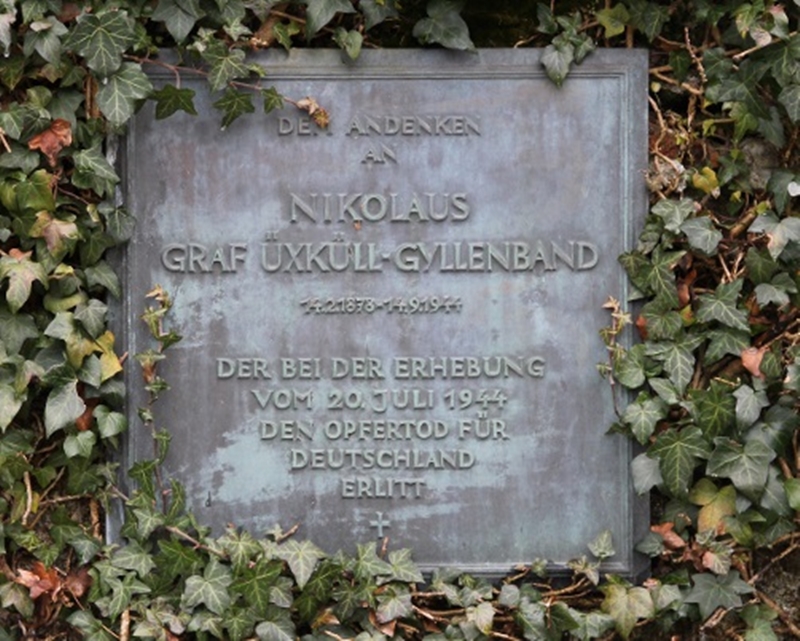 DEM ANDENKEN
AN
NIKOLAUS
GRAF ÜXKÜLL-GYLLENBAND
14.2.1878-14.9.1944
DER BEI DER ERHEBUNG
VOM 20. JULI 1944
DEN OPFERTOD FÜR
DEUTSCHLAND
ERLITT